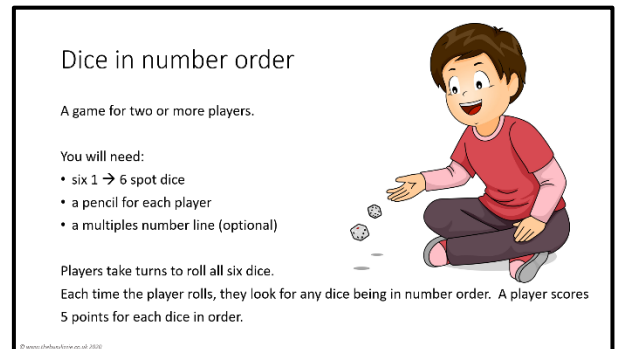 Dice in number order
A game for two or more players.
You will need:
• six 1 → 6 spot dice
• a pencil for each player
• a multiples number line (optional)
Players take turns to roll all six dice.
Each time the player rolls, they look for any dice being in number order.  A player scores
5 points for each dice in order.